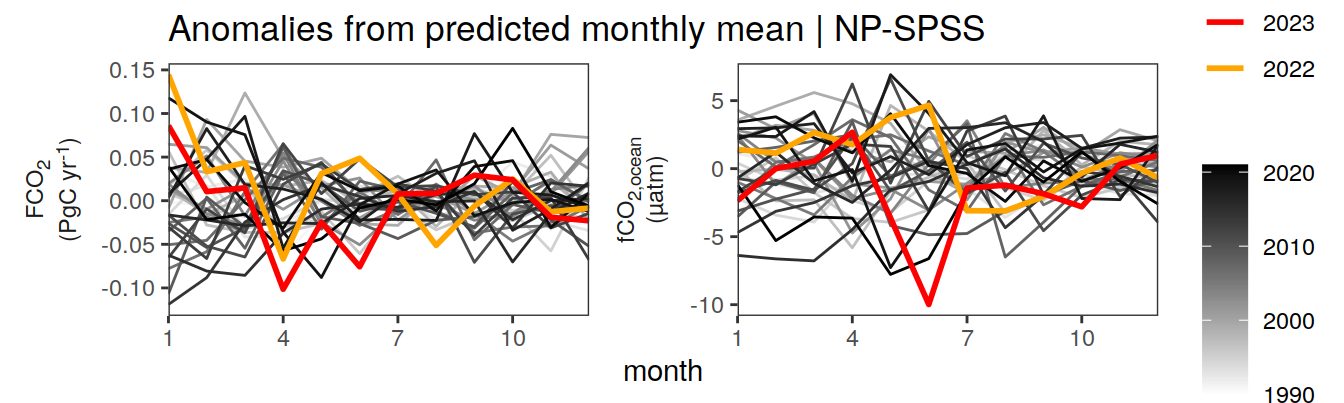 Anomalies from predicted monthly mean | NP-SPSS
2023
2022
0.15
0.10
0.05
0.00
-0.05
-0.10
FCO2
(PgC yr-1)
1 4 7 10
5
0
-5
-10
fCO2,ocean
(µatm)
1 4 7 10
month
2020
2010
2000
1990